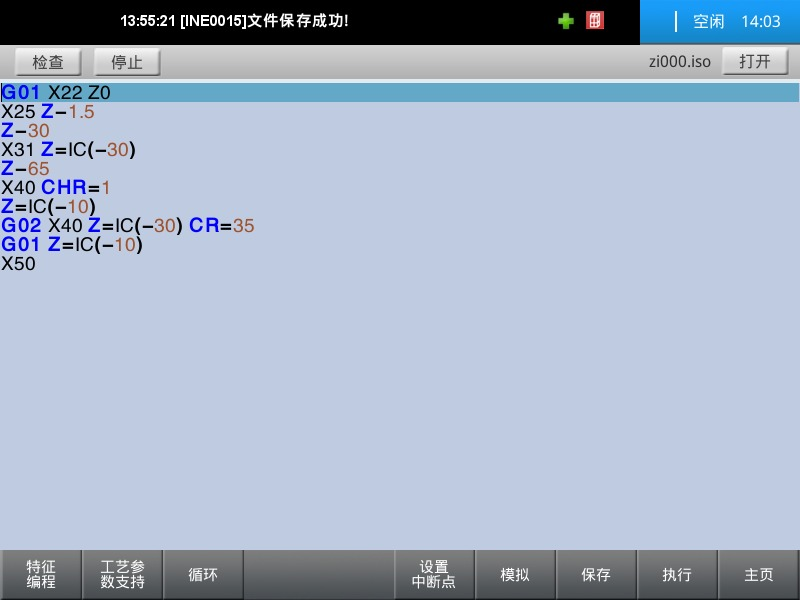 13:55:21 [INE0015]文件保存成功!
空闲 14:03
检查 停止 zi000.iso 打开
G01 X22 Z0
X25 Z-1.5
Z-30
X31 Z=IC(-30)
Z-65
X40 CHR=1
Z=IC(-10)
G02 X40 Z=IC(-30) CR=35
G01 Z=IC(-10)
X50
特征
编程
工艺参
数支持
循环
设置
中断点
模拟
保存
执行
主页